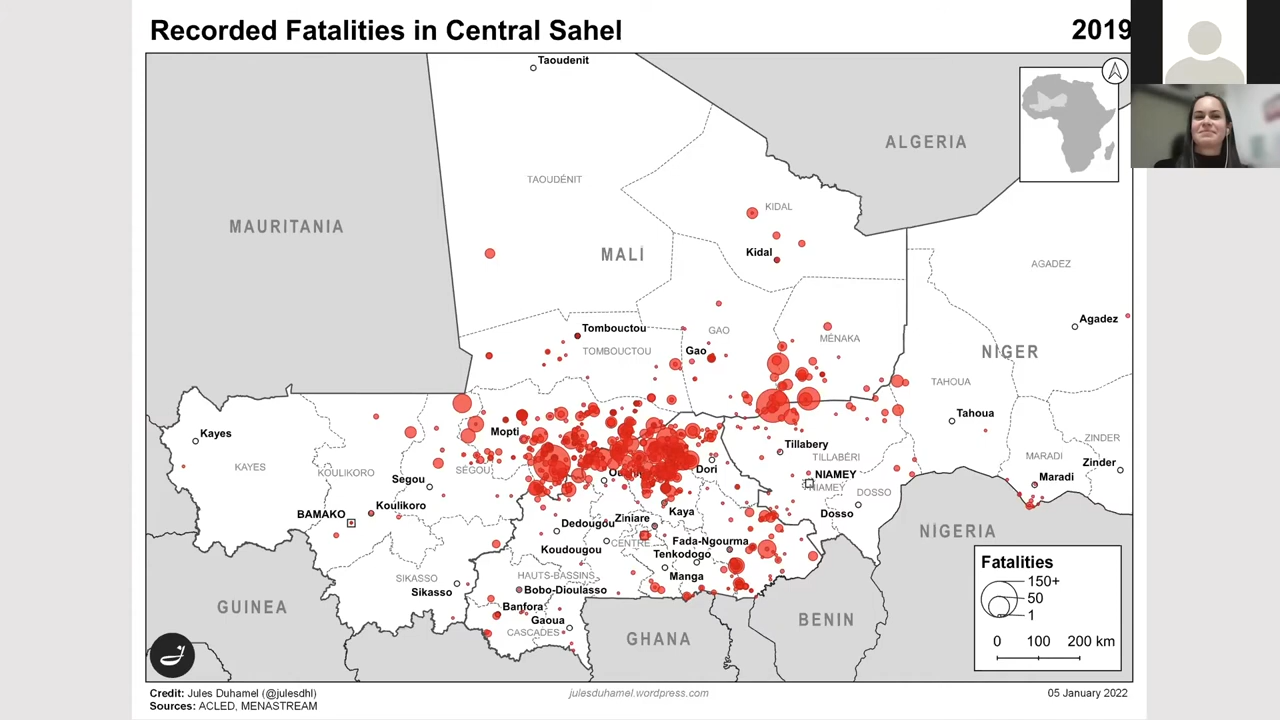 Recorded Fatalities in Central Sahel
2019
Taoudenit
ALGERIA
TAOUDÉNIT
KIDAL
MAURITANIA
MALI
Kidal
AGADEZ
Agadez
Tombouctou
GAO
MÉNAKA
TOMBOUCTOU
Gao
NIGER
TAHOUA
Tahoua
Kayes
Mopti
Tillabery
ZINDER
TILLABÉRI
MARADI
Zinder
KAYES
KOULIKORO
SÉGOU
Dori
NIAMEY
Maradi
Segou
NIAMEY
DOSSO
Koulikoro
BAMAKO
Kaya
Dosso
Ziniare
Dedougou
NIGERIA
CENTRE
Fada-Ngourma
Koudougou
Tenkodogo
SIKASSO
HAUTS-BASSINS
Manga
Sikasso
Bobo-Dioulasso
GUINEA
Banfora
Gaoua
BENIN
CASCADES
GHANA
Fatalities
150+
50
1
0 100 200 km
Credit: Jules Duhamel (@julesdhl)
julesduhamel.wordpress.com
05 January 2022
Sources: ACLED, MENASTREAM